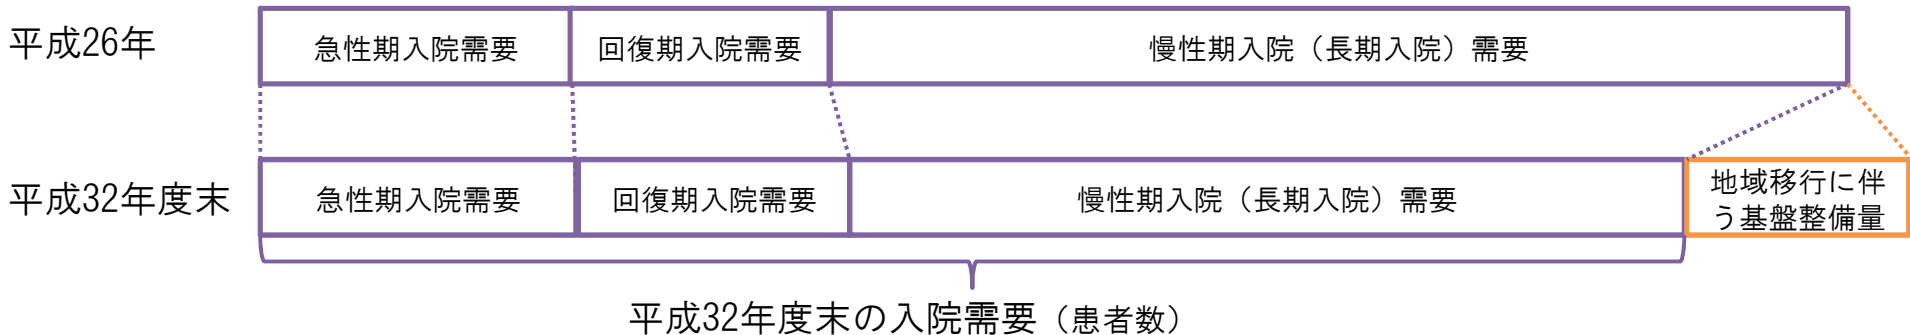 平成26年
急性期入院需要
回復期入院需要
慢性期入院（長期入院）需要
平成32年度末
急性期入院需要
回復期入院需要
慢性期入院（長期入院）需要
地域移行に伴
う基盤整備量
平成32年度末の入院需要（患者数）